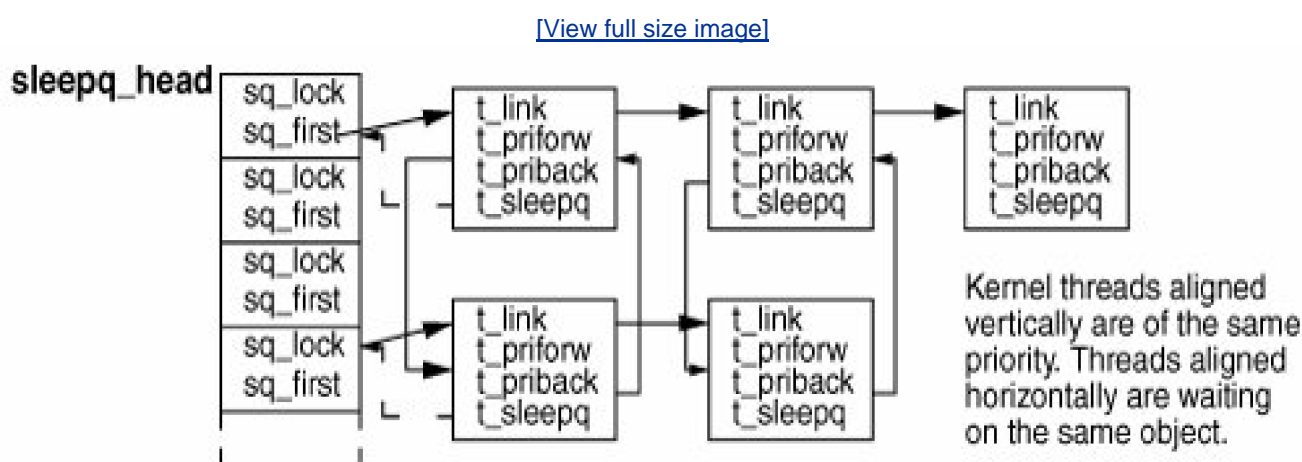 [View full size image]
sleepq_head
sq_lock
sq_first
sq_lock
sq_first
sq_lock
sq_first
sq_lock
sq_first
t_link
t_priforw
t_priback
t_sleepq
t_link
t_priforw
t_priback
t_sleepq
t_link
t_priforw
t_priback
t_sleepq
t_link
t_priforw
t_priback
t_sleepq
t_link
t_priforw
t_priback
t_sleepq
Kernel threads aligned
vertically are of the same
priority. Threads aligned
horizontally are waiting
on the same object.